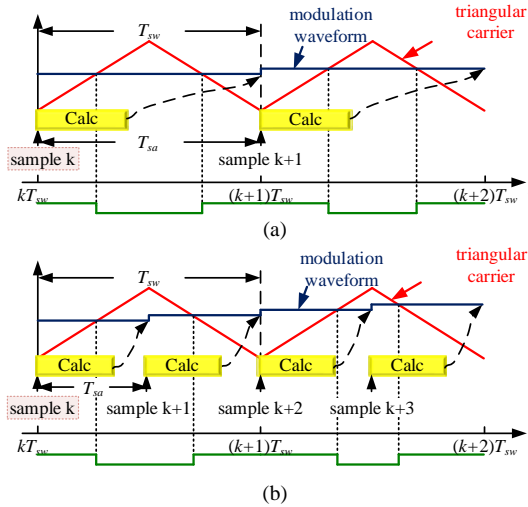 T_sw
modulation
waveform
triangular
carrier
Calc
Calc
T_sa
sample k
sample k+1
kT_sw
(k+1)T_sw
(k+2)T_sw
(a)
T_sw
modulation
waveform
triangular
carrier
Calc
Calc
Calc
Calc
T_sa
sample k
sample k+1
sample k+2
sample k+3
kT_sw
(k+1)T_sw
(k+2)T_sw
(b)